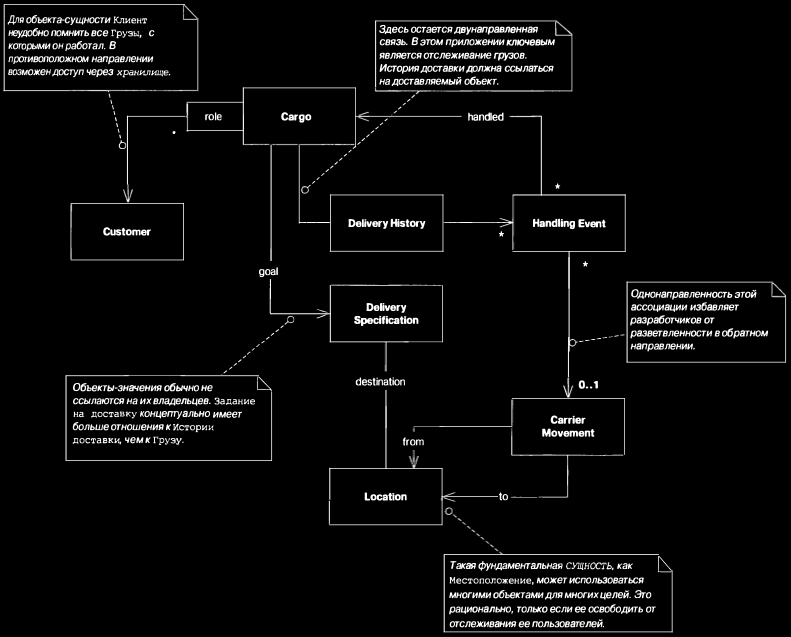 Для объекта-сущности Клиент
неудобно помнить все Грузы, с
которыми он работал. В
противоположном направлении
возможен доступ через хранилище.
Здесь остается двунаправленная
связь. В этом приложении ключевым
является отслеживание грузов.
История доставки должна ссылаться
на доставляемый объект.
role
Cargo
handled
*
*
Customer
Delivery History
*
Handling Event
*
goal
Delivery
Specification
Однонаправленность этой
ассоциации избавляет
разработчиков от
разветвленности в обратном
направлении.
destination
0..1
Объекты-значения обычно не
ссылаются на их владельцев. Задание
на доставку концептуально имеет
больше отношения к Истории
доставки, чем к Грузу.
Carrier
Movement
from
Location
to
Такая фундаментальная СУЩНОСТЬ, как
Местоположение, может использоваться
многими объектами для многих целей. Это
рационально, только если ее освободить от
отслеживания ее пользователей.